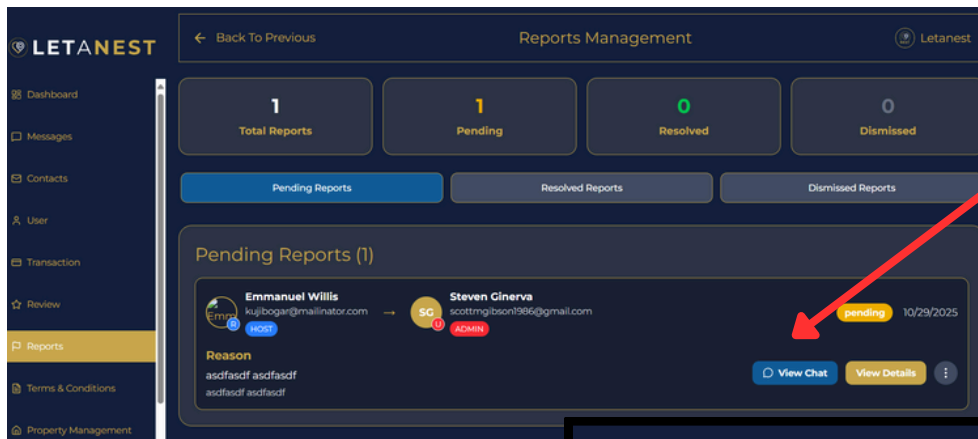 LETANEST
← Back To Previous
Reports Management
Letanest
Dashboard
Messages
Contacts
User
Transaction
Review
Reports
Terms & Conditions
Property Management
1
Total Reports
1
Pending
0
Resolved
0
Dismissed
Pending Reports
Resolved Reports
Dismissed Reports
Pending Reports (1)
Emm
R
Emmanuel Willis
kujibogar@mailinator.com
HOST
→
SG
U
Steven Ginerva
scottmgibson1986@gmail.com
ADMIN
pending
10/29/2025
Reason
asdfasdf asdfasdf
asdfasdf asdfasdf
View Chat
View Details